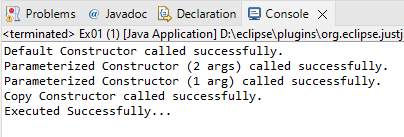 Problems @ Javadoc Declaration Console
<terminated> Ex01 (1) [Java Application] D:\eclipse\plugins\org.eclipse.justj
Default Constructor called successfully.
Parameterized Constructor (2 args) called successfully.
Parameterized Constructor (1 arg) called successfully.
Copy Constructor called successfully.
Executed Successfully...